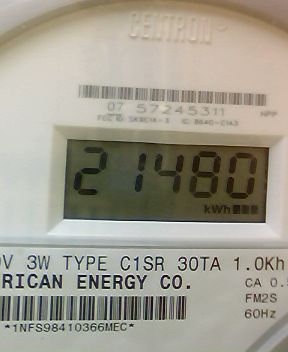 CENTRON
07 57245311 HPP
21480
kWh
V 3W TYPE C1SR 30TA 1.0Kh
RICAN ENERGY CO.
CA 0.
FM2S
*1NFS98410366MEC*
60Hz